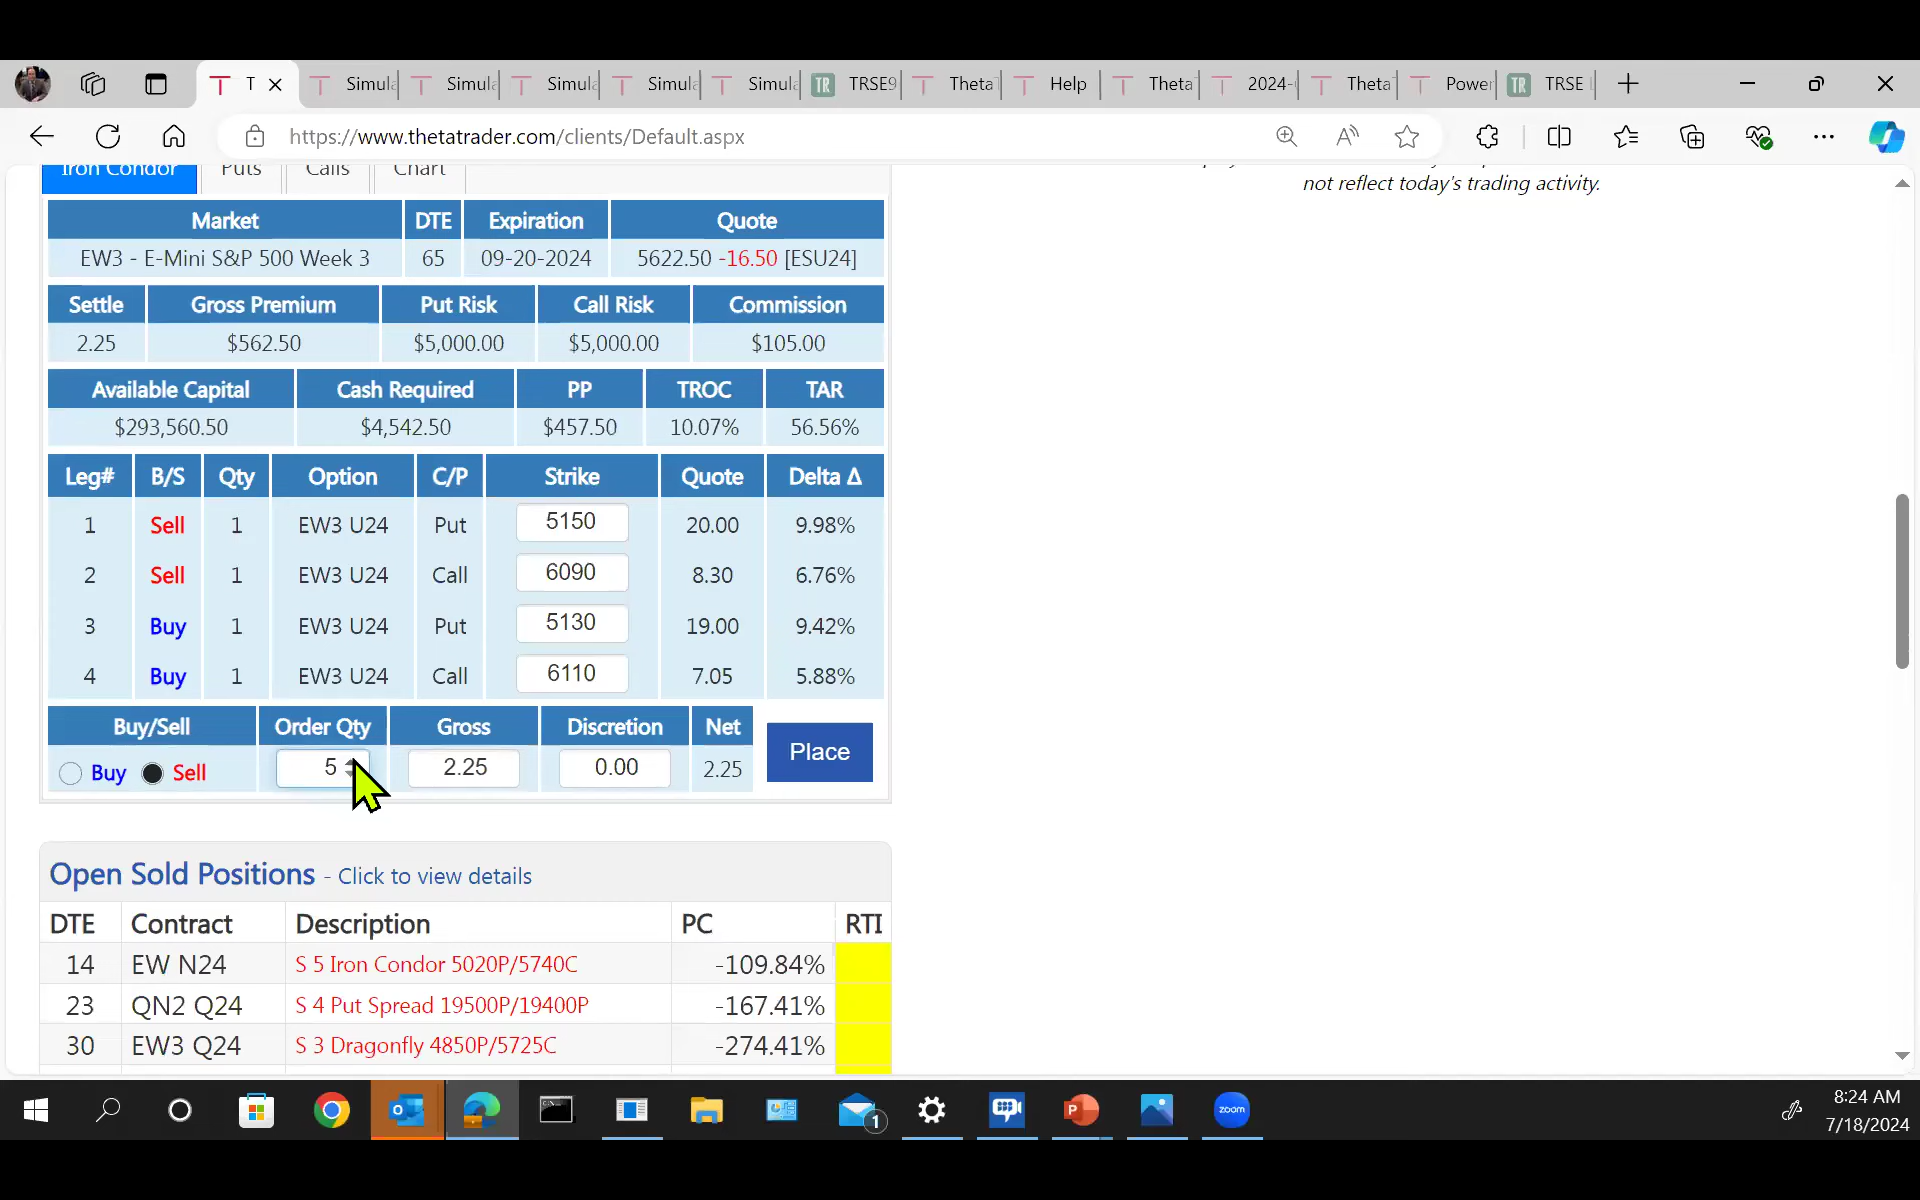 T
Simula
Simula
Simula
Simula
Simula
TR TRSE9
ThetaT
Help
ThetaT
2024-
ThetaT
Power
TR TRSE
https://www.thetatrader.com/clients/Default.aspx
Iron Condor Puts Calls Chart
not reflect today's trading activity.
Market DTE Expiration Quote
EW3 - E-Mini S&P 500 Week 3 65 09-20-2024 5622.50 -16.50 [ESU24]
Settle Gross Premium Put Risk Call Risk Commission
2.25 $562.50 $5,000.00 $5,000.00 $105.00
Available Capital Cash Required PP TROC TAR
$293,560.50 $4,542.50 $457.50 10.07% 56.56%
Leg# B/S Qty Option C/P Strike Quote Delta Δ
1 Sell 1 EW3 U24 Put 5150 20.00 9.98%
2 Sell 1 EW3 U24 Call 6090 8.30 6.76%
3 Buy 1 EW3 U24 Put 5130 19.00 9.42%
4 Buy 1 EW3 U24 Call 6110 7.05 5.88%
Buy/Sell Order Qty Gross Discretion Net
Buy Sell 5 2.25 0.00 2.25 Place
Open Sold Positions - Click to view details
DTE Contract Description PC RTI
14 EW N24 S 5 Iron Condor 5020P/5740C -109.84%
23 QN2 Q24 S 4 Put Spread 19500P/19400P -167.41%
30 EW3 Q24 S 3 Dragonfly 4850P/5725C -274.41%
1
zoom
8:24 AM
7/18/2024